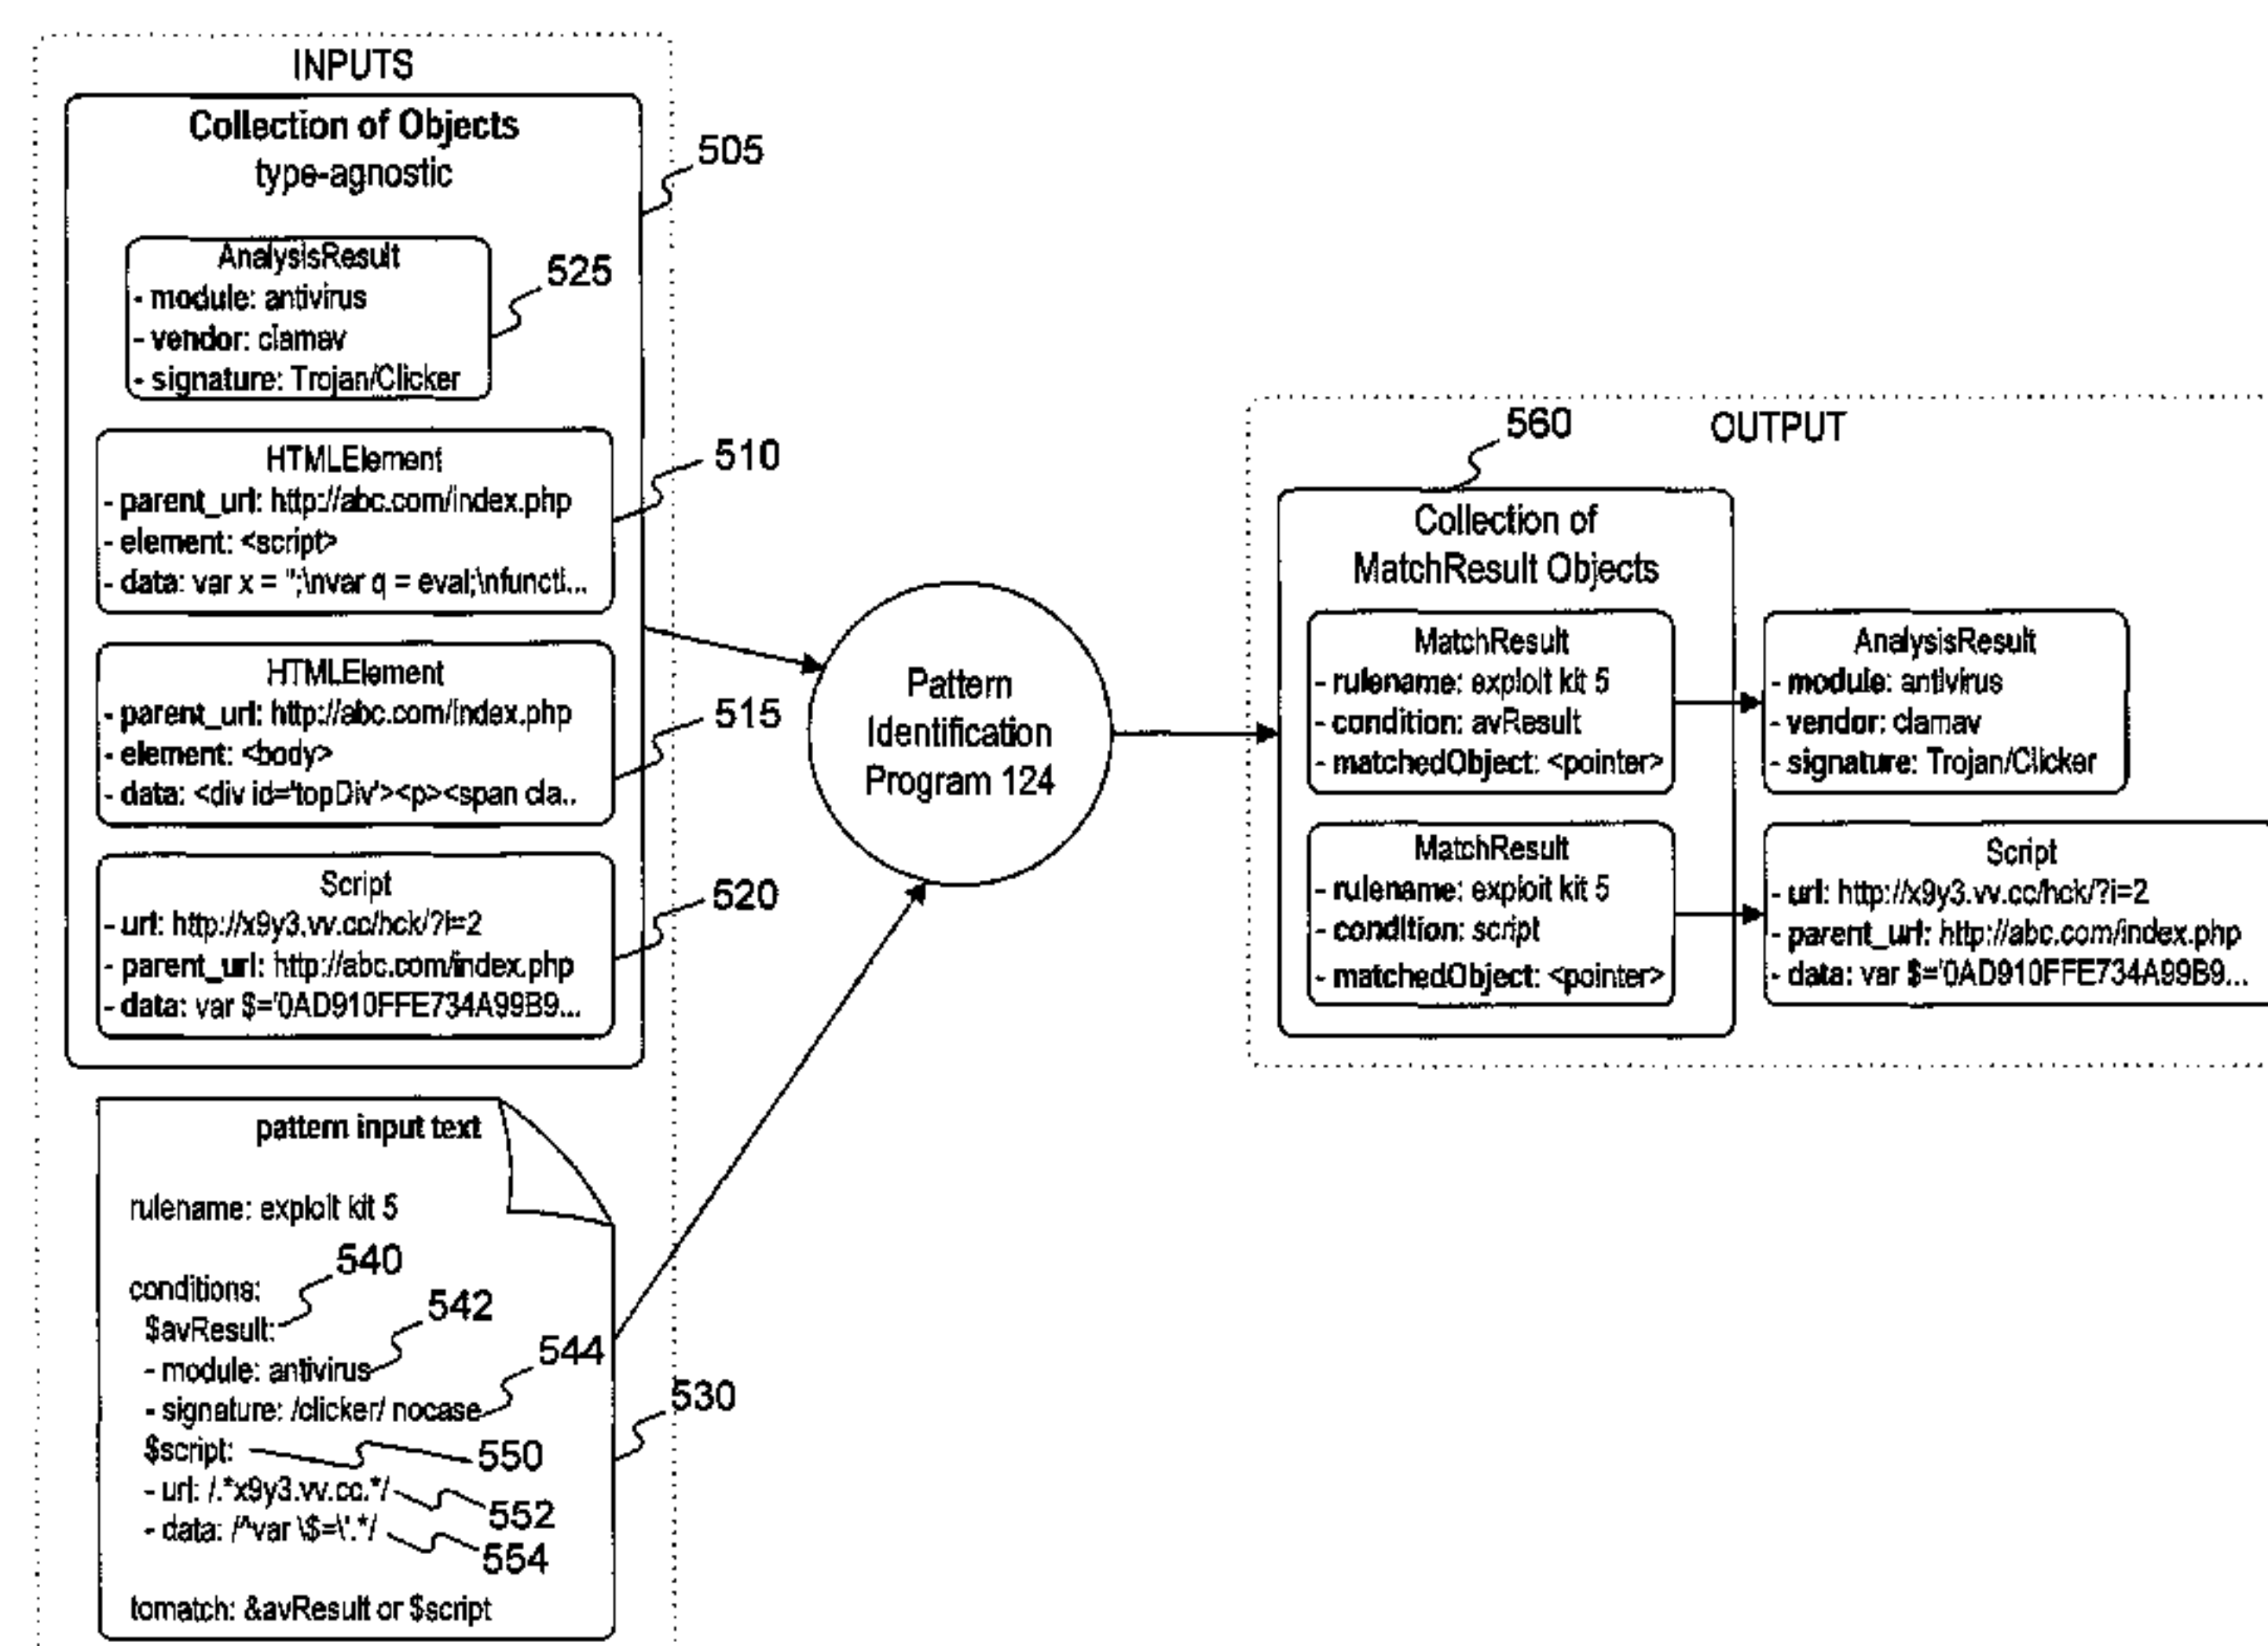 INPUTS
Collection of Objects
type-agnostic
505
AnalysisResult
- module: antivirus
- vendor: clamav
- signature: Trojan/Clicker
525
HTMLElement
- parent_url: http://abc.com/index.php
- element: <script>
- data: var x = '';\nvar q = eval;\nfuncti...
510
HTMLElement
- parent_url: http://abc.com/index.php
- element: <body>
- data: <div id='topDiv'><p><span cla..
515
Script
- url: http://x9y3.vv.cc/hck/?i=2
- parent_url: http://abc.com/index.php
- data: var $='0AD910FFE734A99B9...
520
pattern input text
rulename: exploit kit 5
conditions:
540
$avResult:
542
- module: antivirus
544
- signature: /clicker/ nocase
530
$script:
550
- url: /.*x9y3.vv.cc.*/
552
- data: /^var \$=\'.*/
554
tomatch: &avResult or $script
Pattern
Identification
Program 124
OUTPUT
560
Collection of
MatchResult Objects
MatchResult
- rulename: exploit kit 5
- condition: avResult
- matchedObject: <pointer>
AnalysisResult
- module: antivirus
- vendor: clamav
- signature: Trojan/Clicker
MatchResult
- rulename: exploit kit 5
- condition: script
- matchedObject: <pointer>
Script
- url: http://x9y3.vv.cc/hck/?i=2
- parent_url: http://abc.com/index.php
- data: var $='0AD910FFE734A99B9...